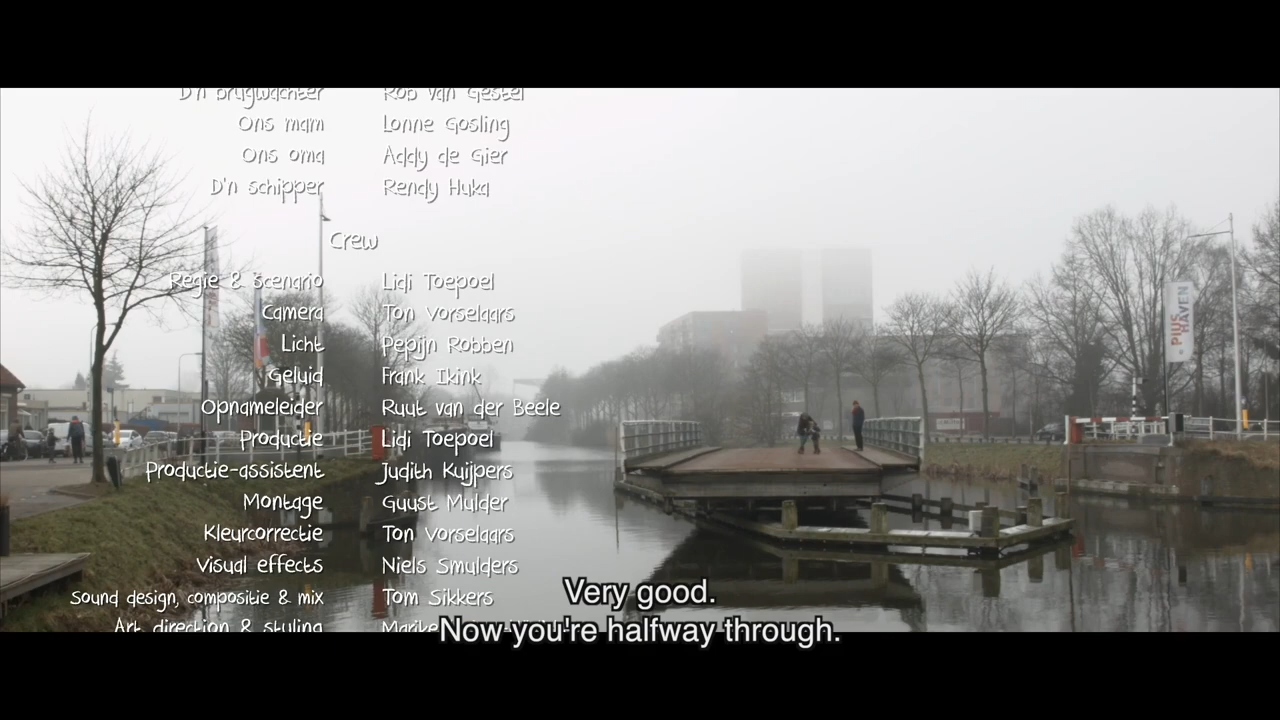 D'n brugwachter Rob van Gestel
Ons mam Lonne Gosling
Ons oma Addy de Gier
D'n schipper Rendy Huka
Crew
Regie & Scenario Lidi Toepoel
Camera Ton Vorselaars
Licht Pepijn Robben
Geluid Frank Ikink
Opnameleider Ruut van der Beele
Productie Lidi Toepoel
Productie-assistent Judith Kuijpers
Montage Guust Mulder
Kleurcorrectie Ton Vorselaars
Visual effects Niels Smulders
Sound design, compositie & mix Tom Sikkers
Art direction & styling
PIUS
HAVEN
Very good.
Now you're halfway through.